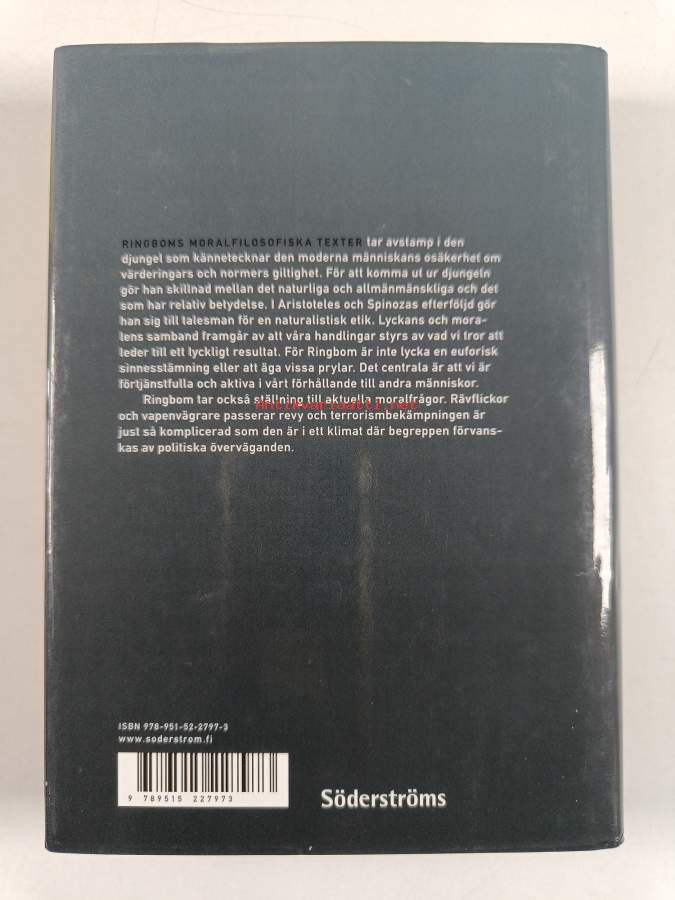 RINGBOMS MORALFILOSOFISKA TEXTER tar avstamp i den
djungel som kännetecknar den moderna människans osäkerhet om
värderingars och normers giltighet. För att komma ut ur djungeln
gör han skillnad mellan det naturliga och allmänmänskliga och det
som har relativ betydelse. I Aristoteles och Spinozas efterföljd gör
han sig till talesman för en naturalistisk etik. Lyckans och mora-
lens samband framgår av att våra handlingar styrs av vad vi tror att
leder till ett lyckligt resultat. För Ringbom är inte lycka en euforisk
sinnesstämning eller att äga vissa prylar. Det centrala är att vi är
förtjänstfulla och aktiva i vårt förhållande till andra människor.
Ringbom tar också ställning till aktuella moralfrågor. Rävflickor
Antikvariaatti.net
och vapenvägrare passerar revy och terrorismbekämpningen är
just så komplicerad som den är i ett klimat där begreppen förvans-
kas av politiska överväganden.
ISBN 978-951-52-2797-3
www.soderstrom.fi
9 789515 227973
Söderströms